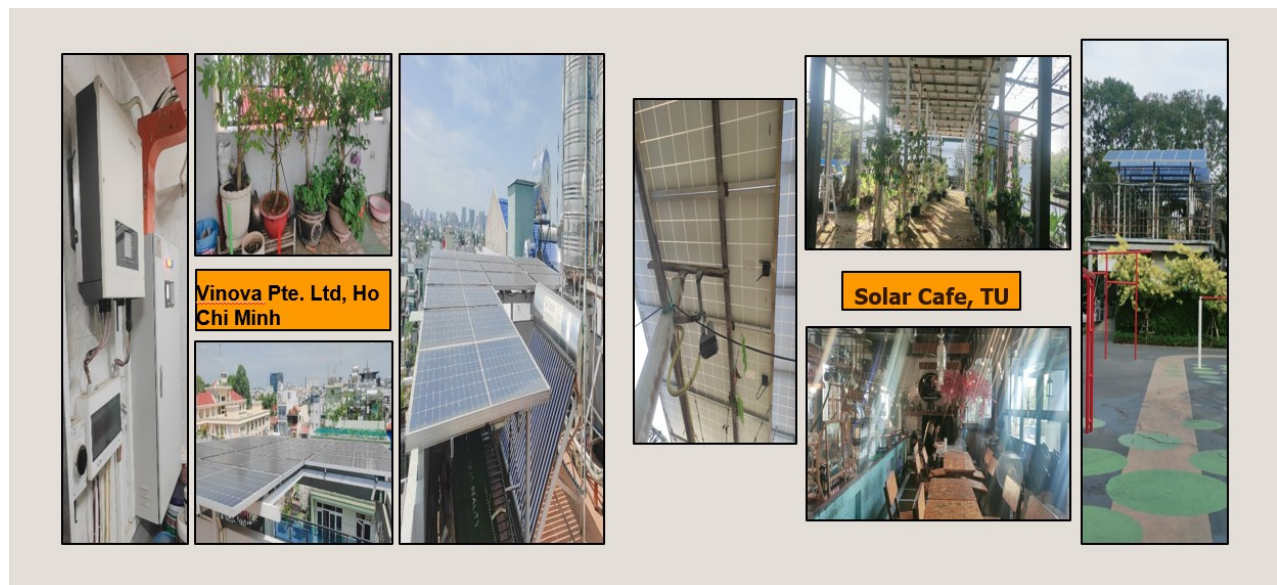 Vinova Pte. Ltd, Ho
Chi Minh
Solar Cafe, TU